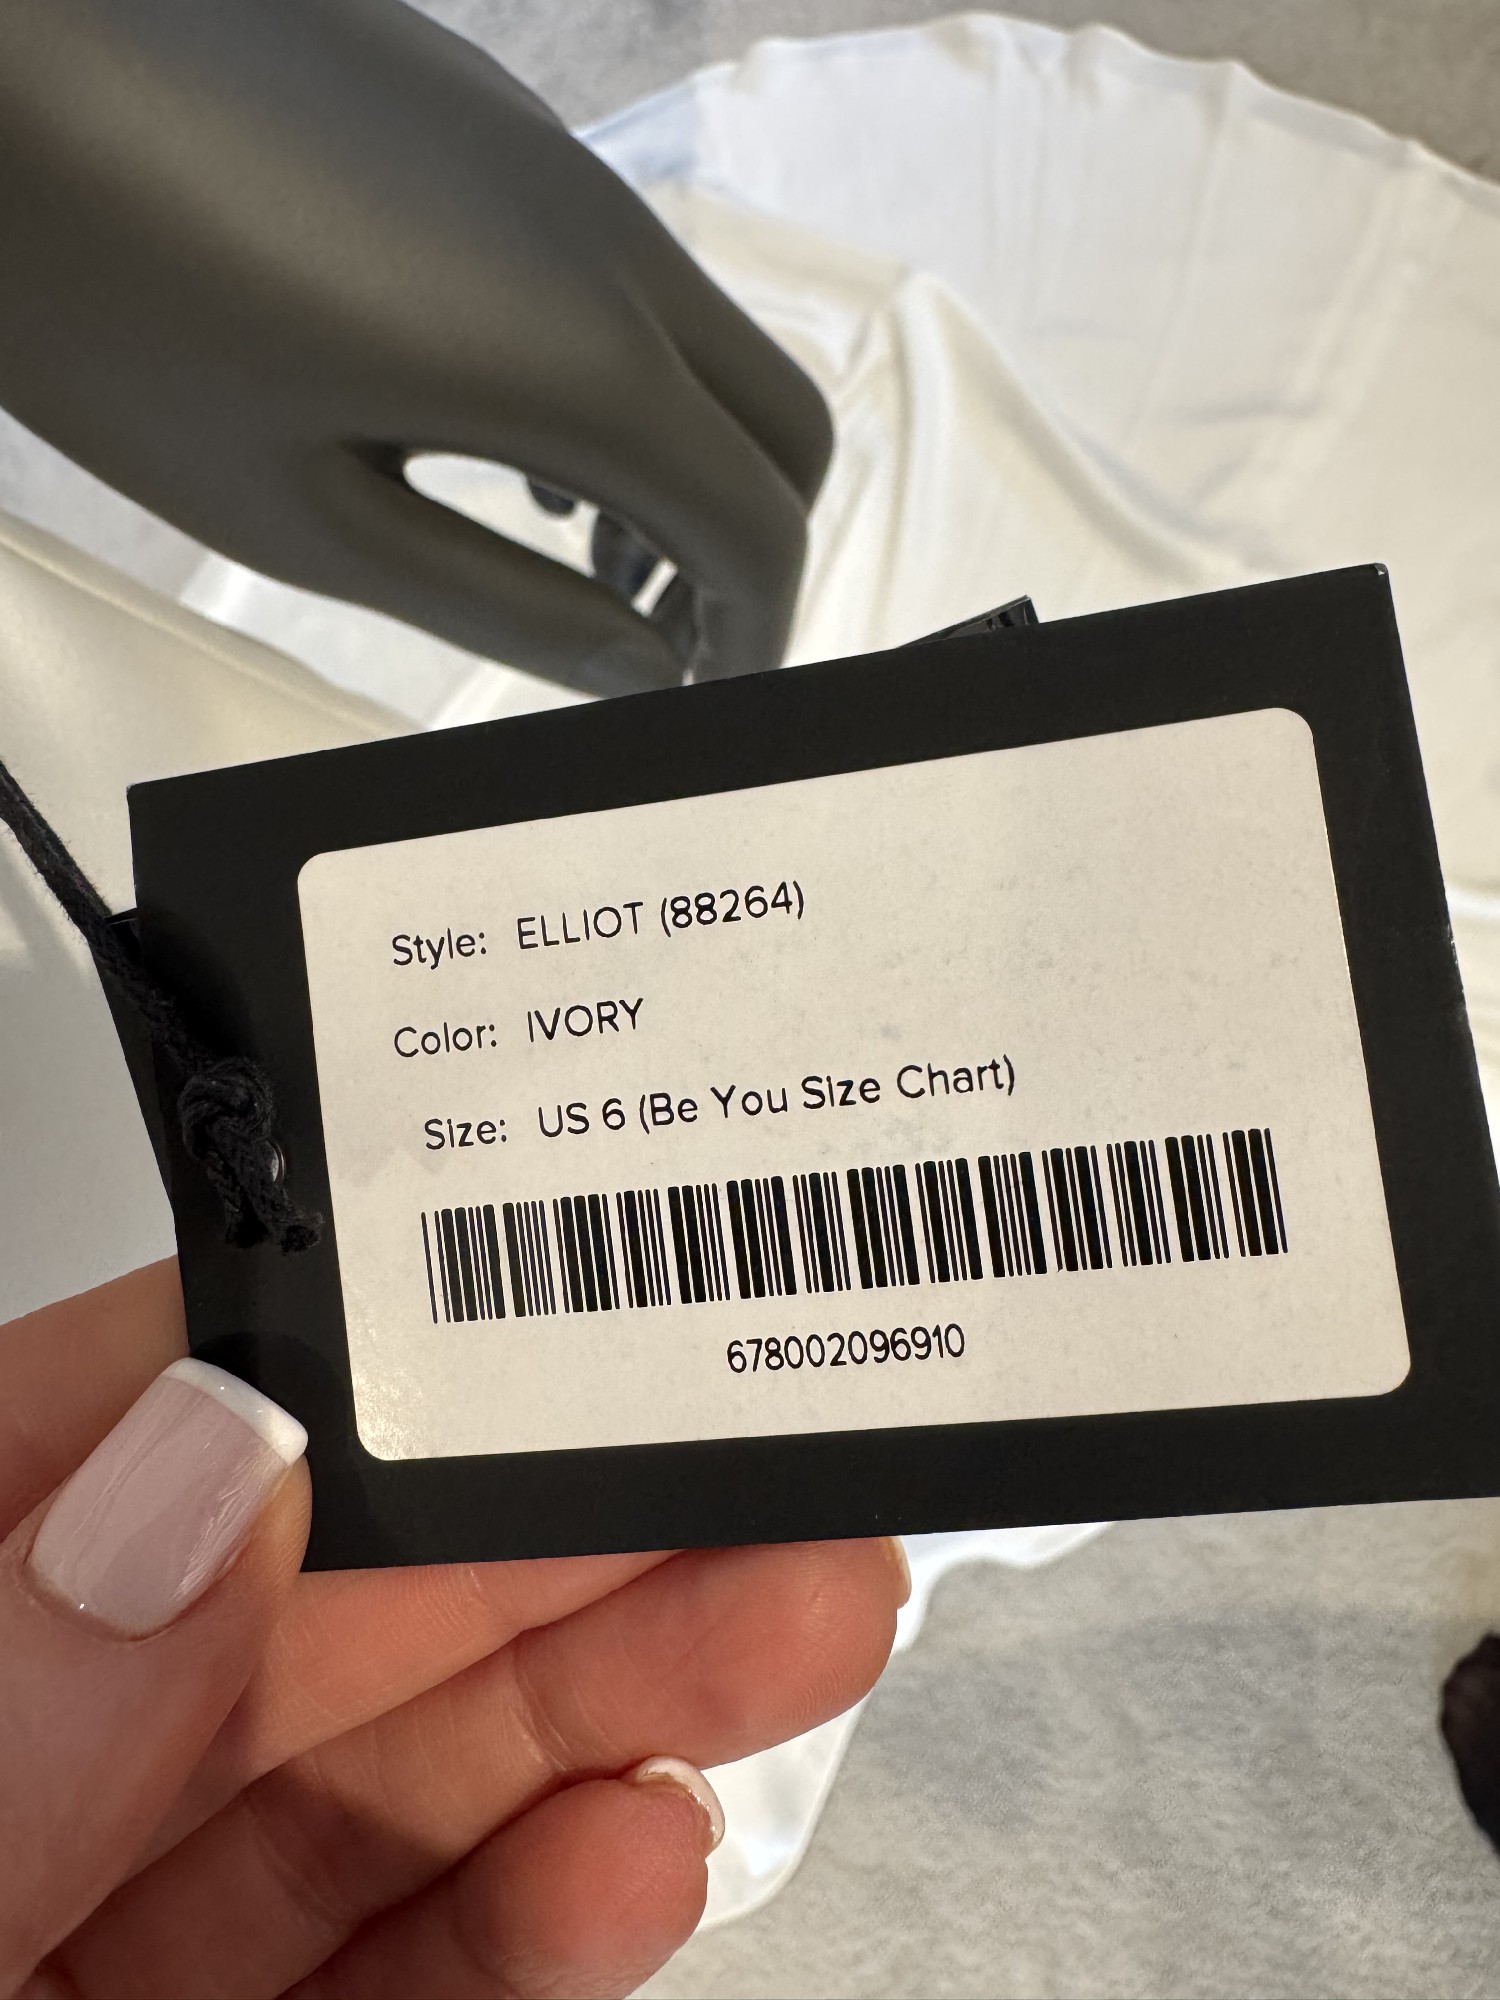 Style: ELLIOT (88264)
Color: IVORY
Size: US 6 (Be You Size Chart)
678002096910